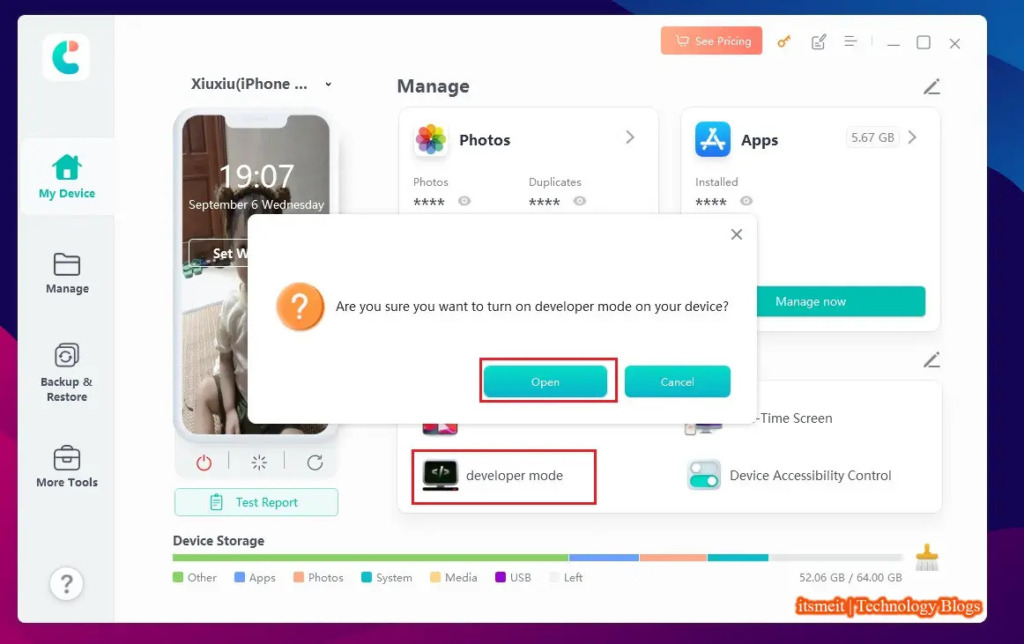 See Pricing
Xiuxiu(iPhone ...
Manage
My Device
Manage
Backup &
Restore
More Tools
?
19:07
September 6 Wednesday
Set W
Photos
Photos
****
Duplicates
****
Apps
5.67 GB
Installed
****
Manage now
?
Are you sure you want to turn on developer mode on your device?
Open
Cancel
-Time Screen
</>
developer mode
Device Accessibility Control
Test Report
Device Storage
Other
Apps
Photos
System
Media
USB
Left
52.06 GB / 64.00 GB
itsmeit | Technology Blogs